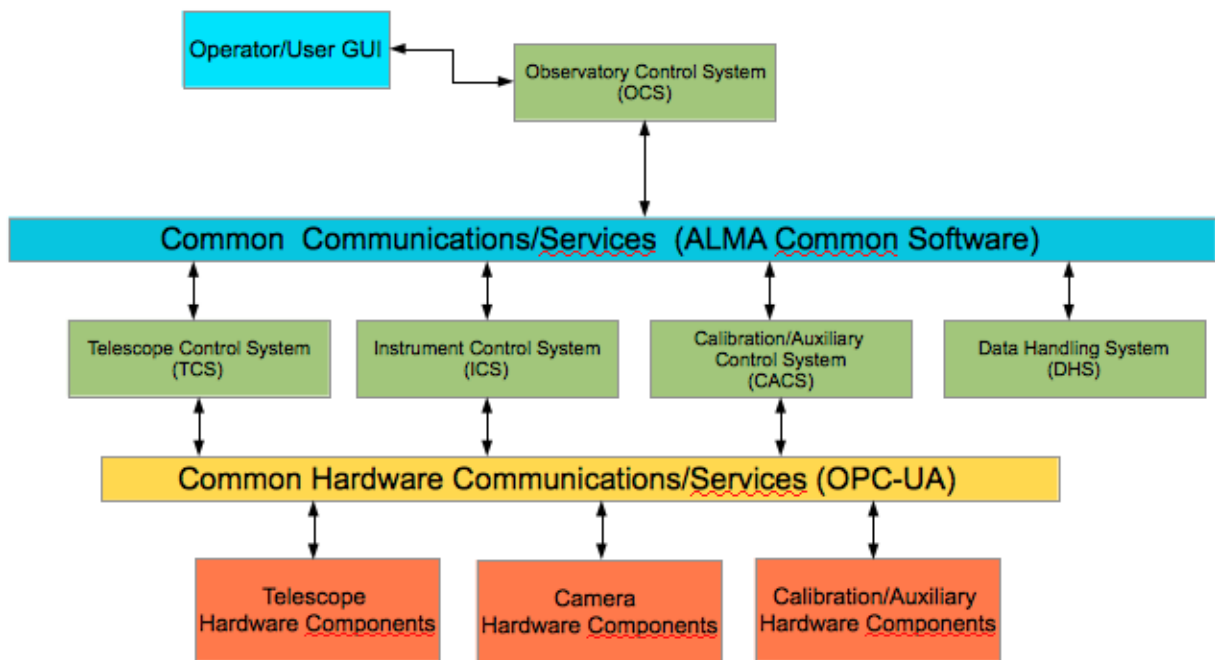 Operator/User GUI
Observatory Control System
(OCS)
Common Communications/Services (ALMA Common Software)
Telescope Control System
(TCS)
Instrument Control System
(ICS)
Calibration/Auxiliary
Control System
(CACS)
Data Handling System
(DHS)
Common Hardware Communications/Services (OPC-UA)
Telescope
Hardware Components
Camera
Hardware Components
Calibration/Auxiliary
Hardware Components